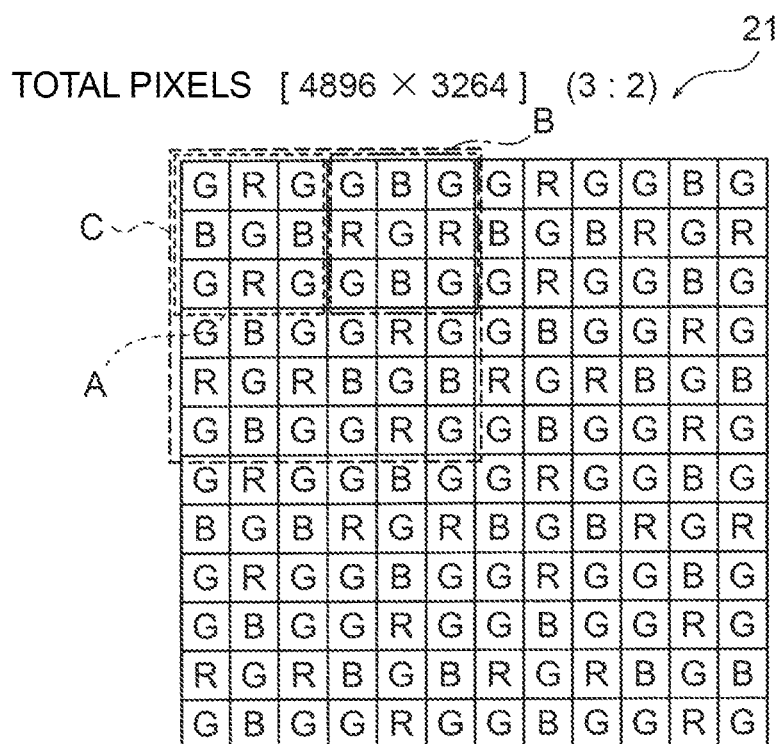 21
TOTAL PIXELS [ 4896 × 3264 ] (3 : 2)
B
G R G G B G G R G G B G
C B G B R G R B G B R G R
G R G G B G G R G G B G
G B G G R G G B G G R G
A R G R B G B R G R B G B
G B G G R G G B G G R G
G R G G B G G R G G B G
B G B R G R B G B R G R
G R G G B G G R G G B G
G B G G R G G B G G R G
R G R B G B R G R B G B
G B G G R G G B G G R G